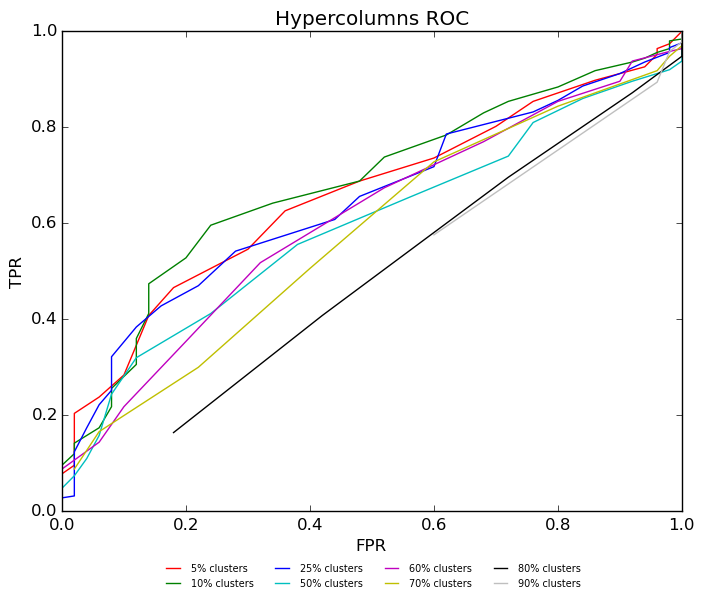 Hypercolumns ROC
1.0
0.8
0.6
0.4
0.2
0.0
TPR
0.0 0.2 0.4 0.6 0.8 1.0
FPR
5% clusters 25% clusters 60% clusters 80% clusters
10% clusters 50% clusters 70% clusters 90% clusters